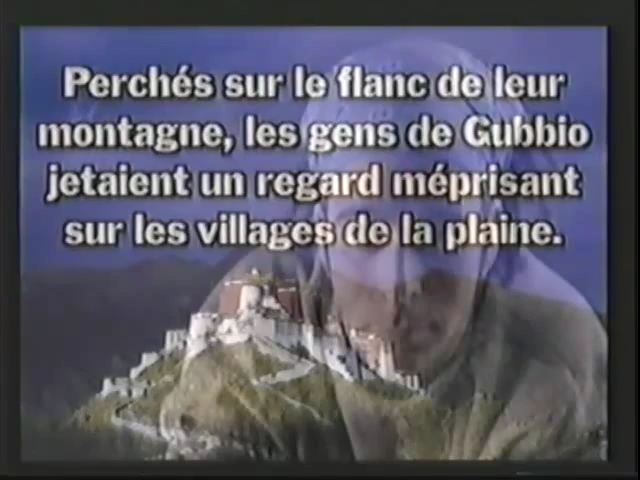 Perchés sur le flanc de leur
montagne, les gens de Gubbio
jetaient un regard méprisant
sur les villages de la plaine.